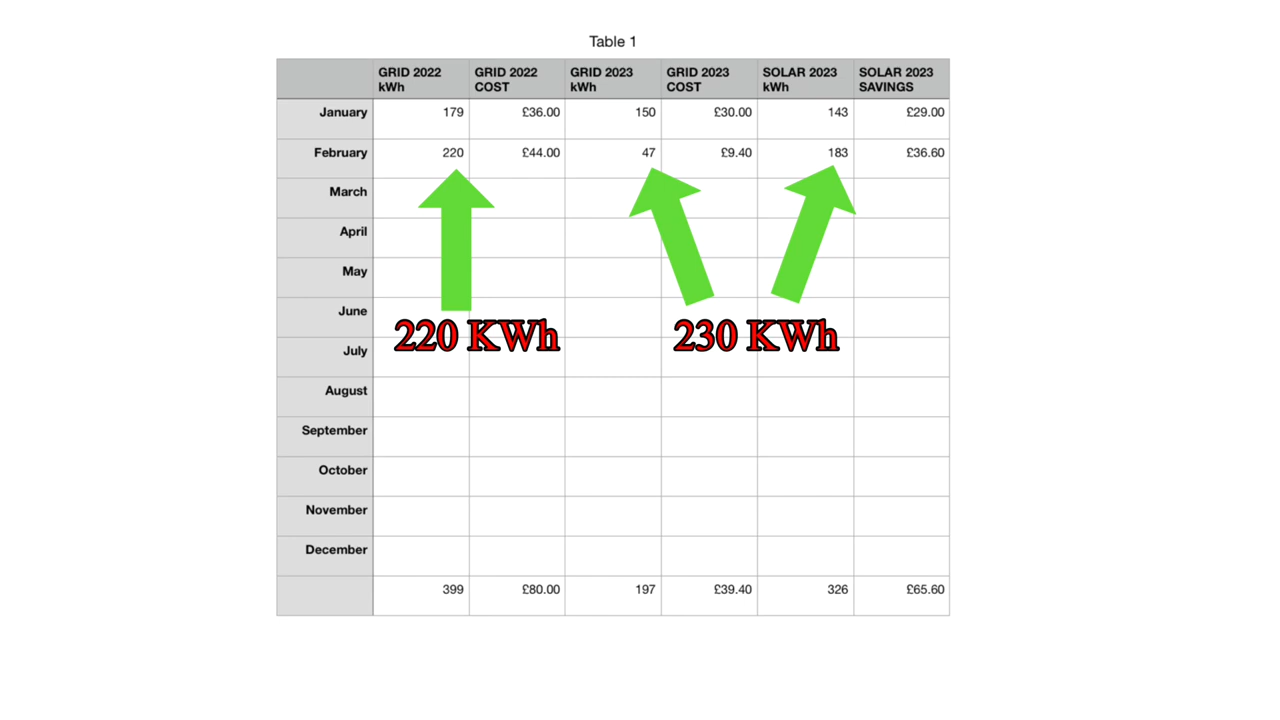 Table 1
GRID 2022 kWh GRID 2022 COST GRID 2023 kWh GRID 2023 COST SOLAR 2023 kWh SOLAR 2023 SAVINGS
January 179 £36.00 150 £30.00 143 £29.00
February 220 £44.00 47 £9.40 183 £36.60
March
April
May
June
220 KWh 230 KWh
July
August
September
October
November
December
399 £80.00 197 £39.40 326 £65.60